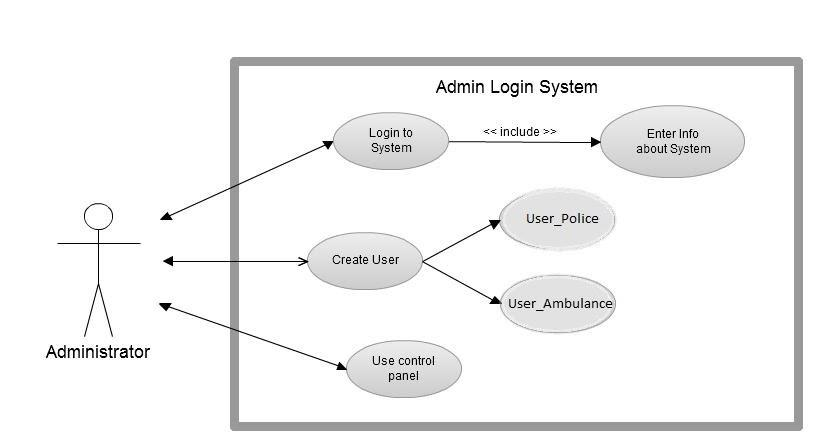 Admin Login System
Login to
System
<< include >>
Enter Info
about System
User_Police
Create User
User_Ambulance
Administrator
Use control
panel